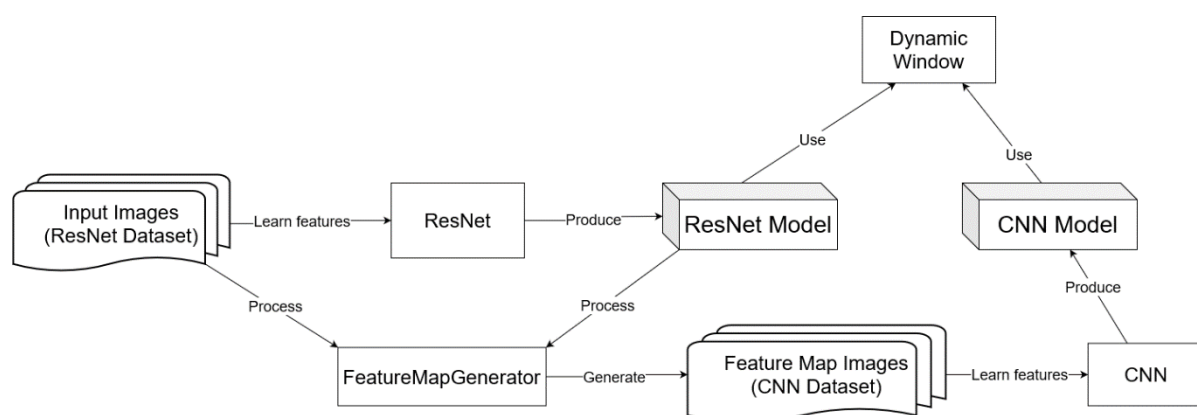 Dynamic
Window
Use
Use
Input Images
(ResNet Dataset)
Learn features
ResNet
Produce
ResNet Model
CNN Model
Process
Process
Produce
FeatureMapGenerator
Generate
Feature Map Images
(CNN Dataset)
Learn features
CNN